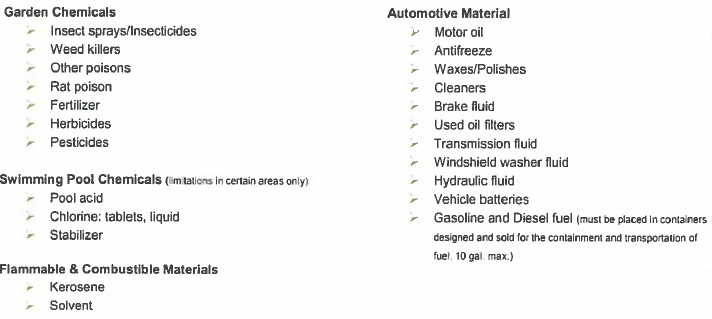 Garden Chemicals
Insect sprays/Insecticides
Weed killers
Other poisons
Rat poison
Fertilizer
Herbicides
Pesticides
Swimming Pool Chemicals (limitations in certain areas only)
Pool acid
Chlorine: tablets, liquid
Stabilizer
Flammable & Combustible Materials
Kerosene
Solvent
Automotive Material
Motor oil
Antifreeze
Waxes/Polishes
Cleaners
Brake fluid
Used oil filters
Transmission fluid
Windshield washer fluid
Hydraulic fluid
Vehicle batteries
Gasoline and Diesel fuel (must be placed in containers
designed and sold for the containment and transportation of
fuel. 10 gal. max.)